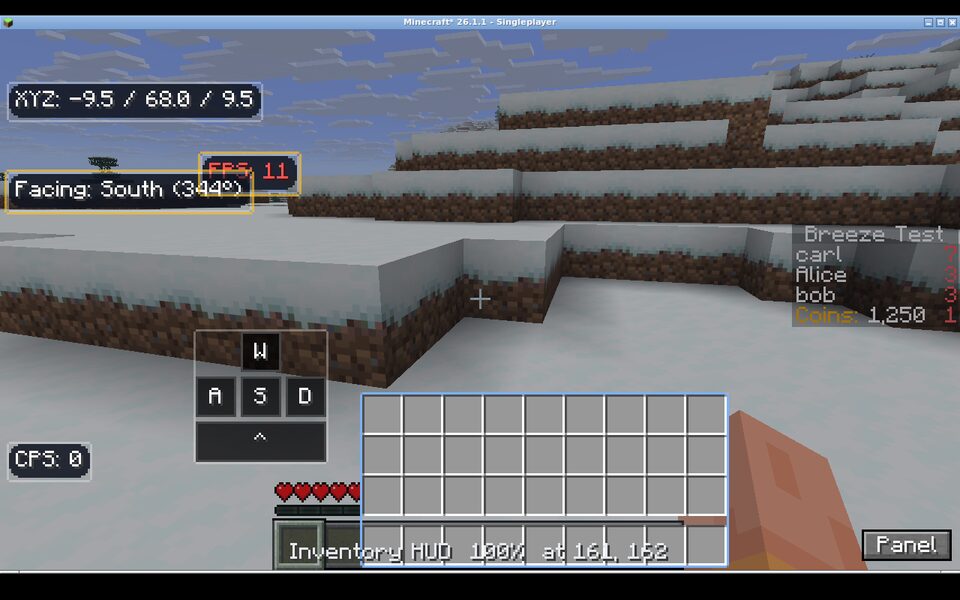 Minecraft* 26.1.1 - Singleplayer
XYZ: -9.5 / 68.0 / 9.5
FPS: 11
Facing: South (344°)
Breeze Test
carl
Alice 3
bob 3
Coins: 1,250 1
W
A S D
^
CPS: 0
Inventory HUD 100% at 161, 162
Panel